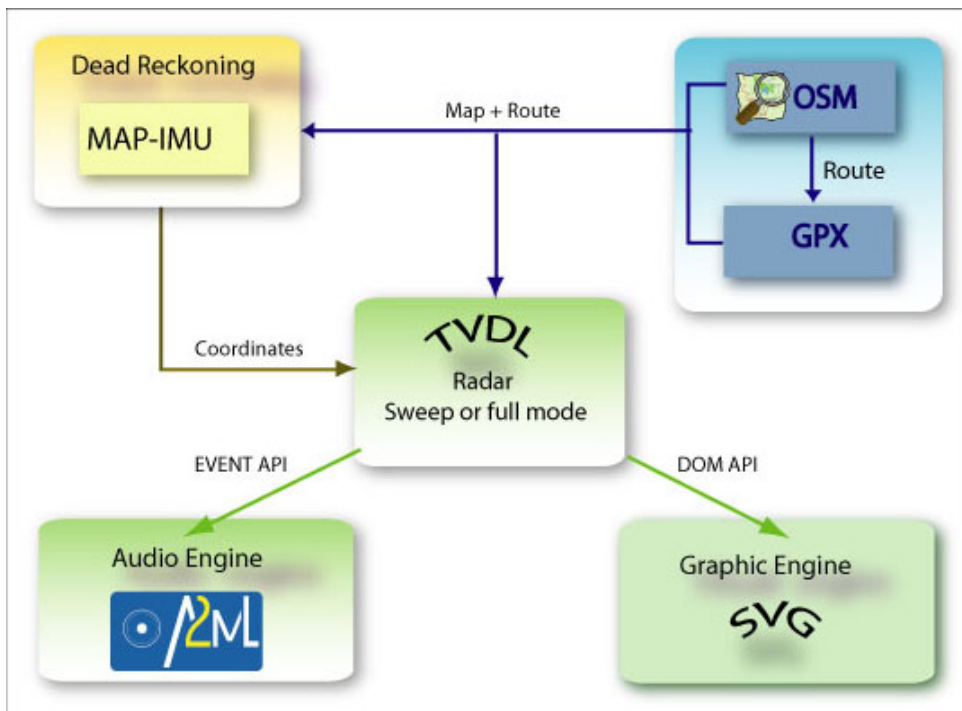 Dead Reckoning
MAP-IMU
Map + Route
OSM
Route
GPX
Coordinates
TVDL
Radar
Sweep or full mode
EVENT API
DOM API
Audio Engine
A2ML
Graphic Engine
SVG